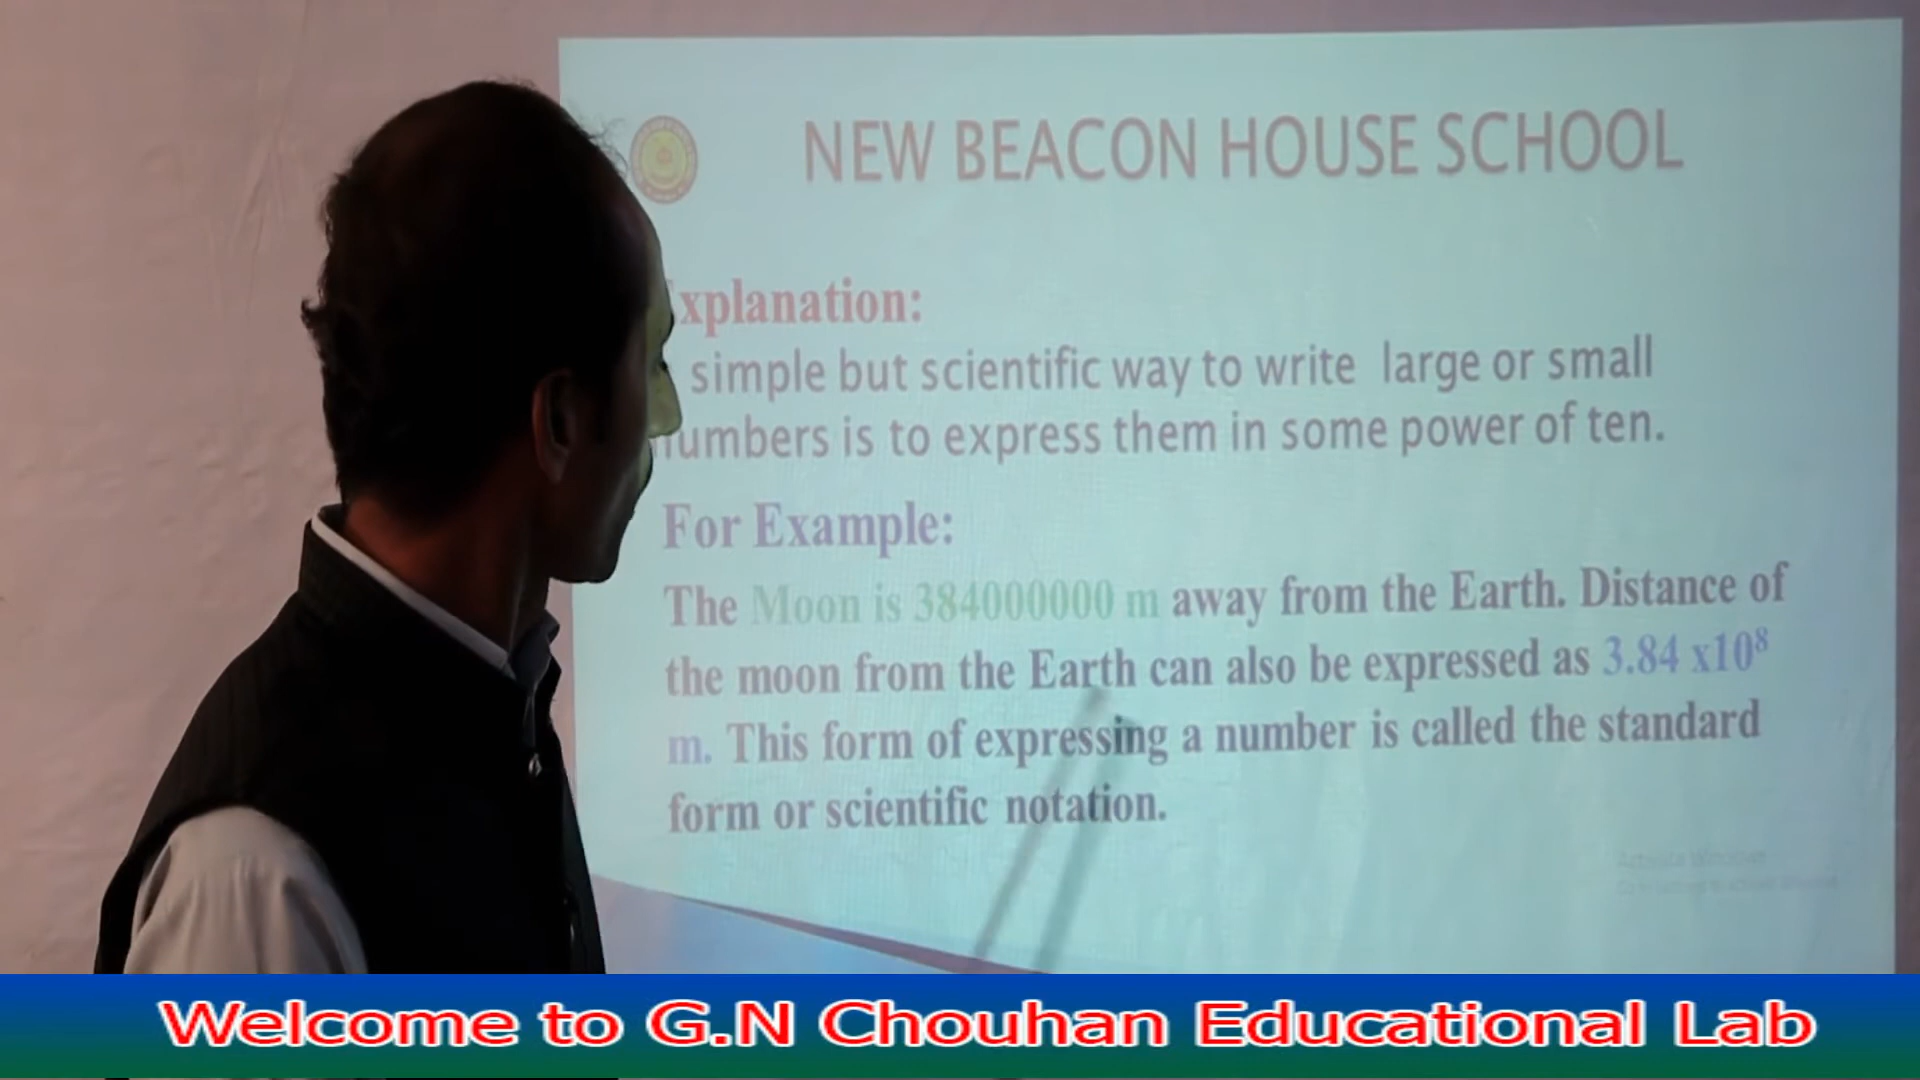 NEW BEACON HOUSE SCHOOL
xplanation:
simple but scientific way to write large or small
numbers is to express them in some power of ten.
For Example:
The Moon is 384000000 m away from the Earth. Distance of
the moon from the Earth can also be expressed as 3.84 x10⁸
m. This form of expressing a number is called the standard
form or scientific notation.
Activate Windows
Welcome to G.N Chouhan Educational Lab